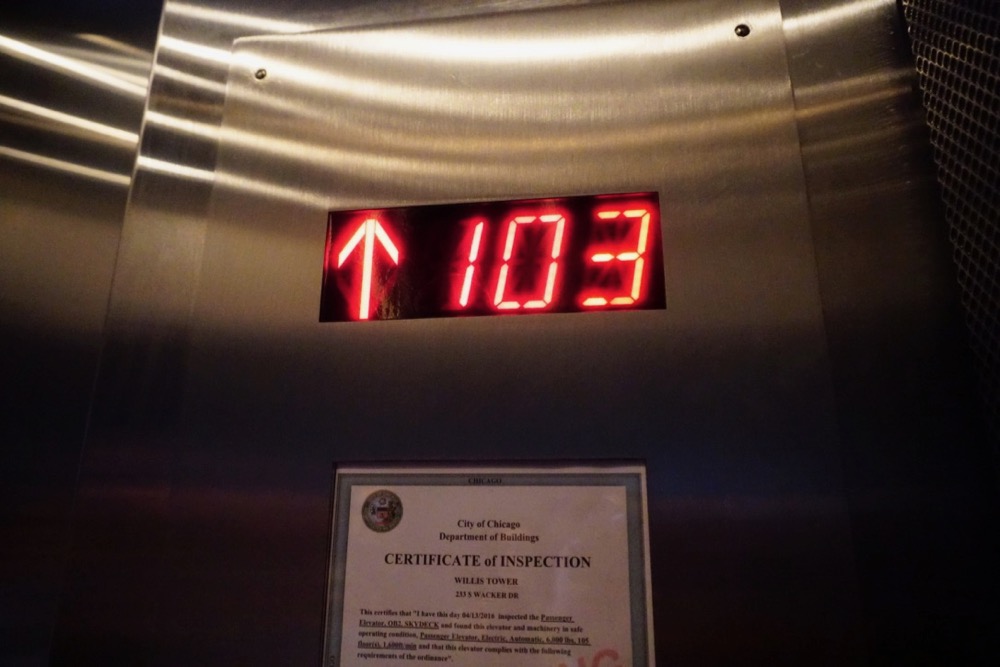 ↑ 103
CHICAGO
City of Chicago
Department of Buildings
CERTIFICATE of INSPECTION
WILLIS TOWER
233 S WACKER DR
This certifies that "I have this day 04/13/2016 inspected the Passenger
Elevator, OB2, SKYDECK and found this elevator and machinery in safe
operating condition, Passenger Elevator, Electric, Automatic, 6,000 lbs, 105
floor(s), 1,600ft/min and that this elevator complies with the following
requirements of the ordinance".